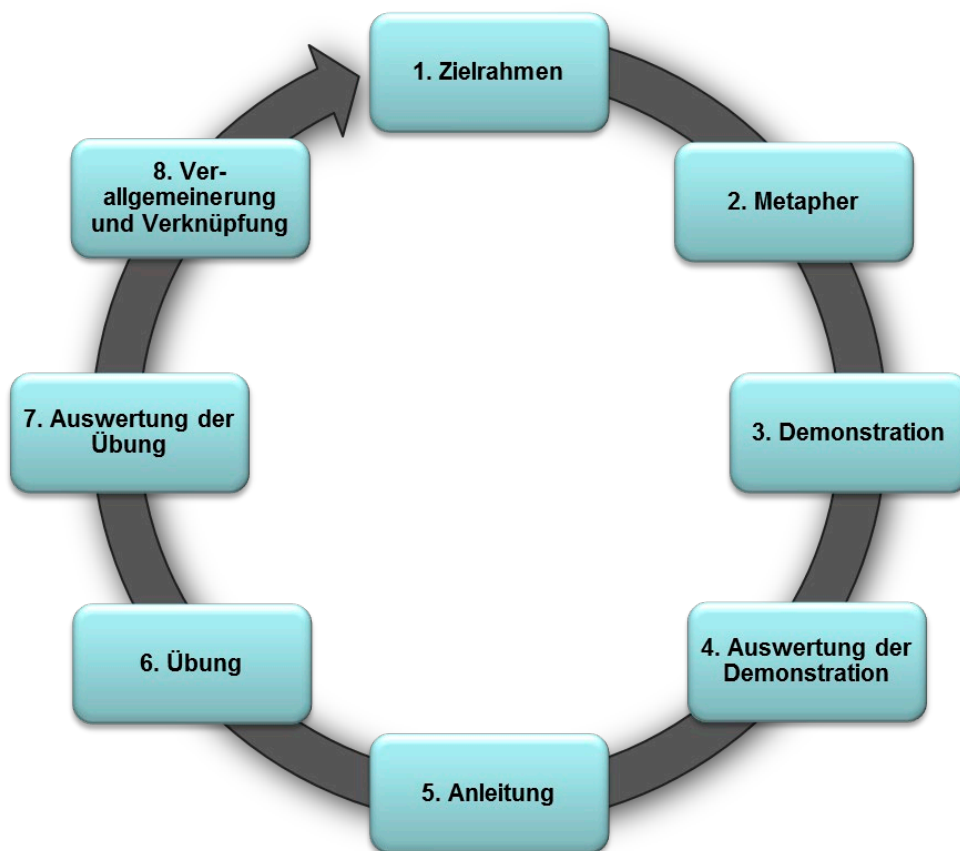 1. Zielrahmen
2. Metapher
3. Demonstration
4. Auswertung der
Demonstration
5. Anleitung
6. Übung
7. Auswertung der
Übung
8. Ver-
allgemeinerung
und Verknüpfung